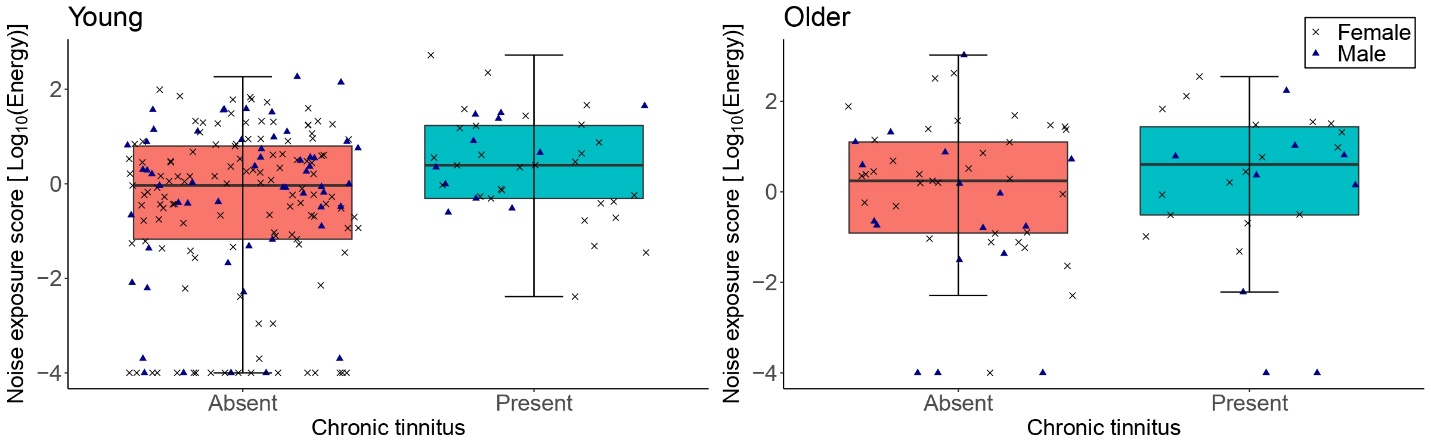 Young
Noise exposure score [ Log10(Energy)]
2
0
−2
−4
Absent
Present
Chronic tinnitus
Older
Female
Male
Noise exposure score [ Log10(Energy)]
2
0
−2
−4
Absent
Present
Chronic tinnitus